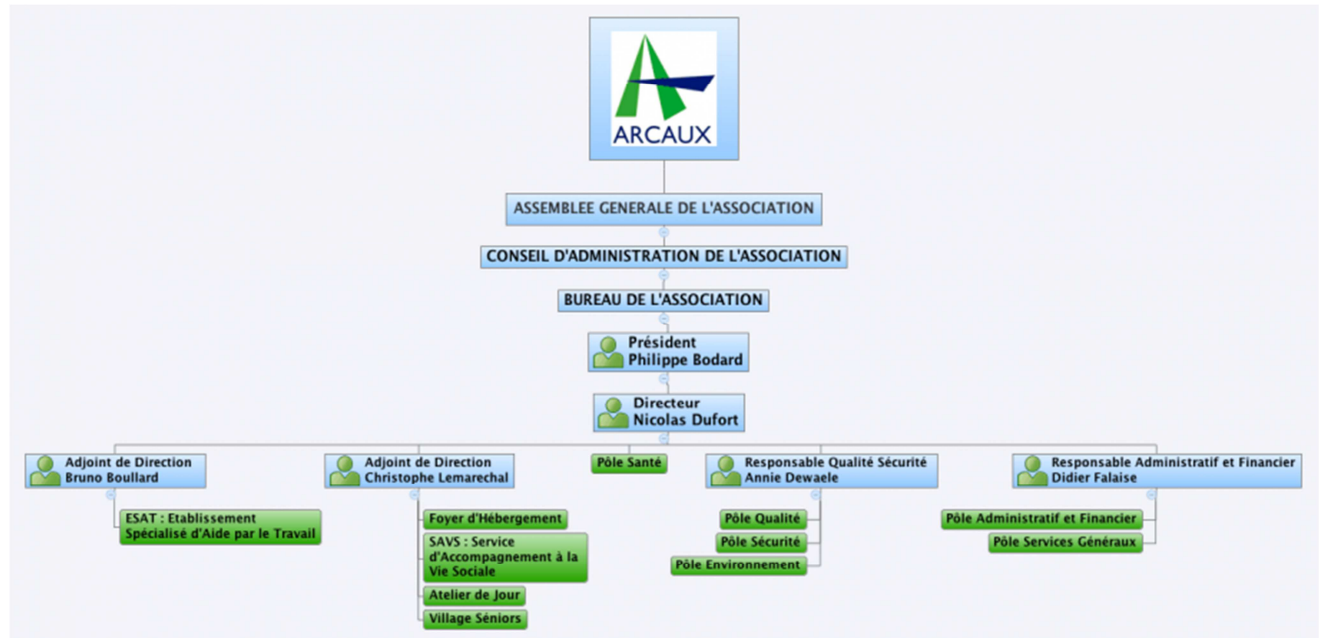 ARCAUX
ASSEMBLEE GENERALE DE L'ASSOCIATION
CONSEIL D'ADMINISTRATION DE L'ASSOCIATION
BUREAU DE L'ASSOCIATION
Président
Philippe Bodard
Directeur
Nicolas Dufort
Adjoint de Direction
Bruno Boullard
ESAT : Etablissement
Spécialisé d'Aide par le Travail
Adjoint de Direction
Christophe Lemarechal
Foyer d'Hébergement
SAVS : Service
d'Accompagnement à la
Vie Sociale
Atelier de Jour
Village Séniors
Pôle Santé
Responsable Qualité Sécurité
Annie Dewaele
Pôle Qualité
Pôle Sécurité
Pôle Environnement
Responsable Administratif et Financier
Didier Falaise
Pôle Administratif et Financier
Pôle Services Généraux